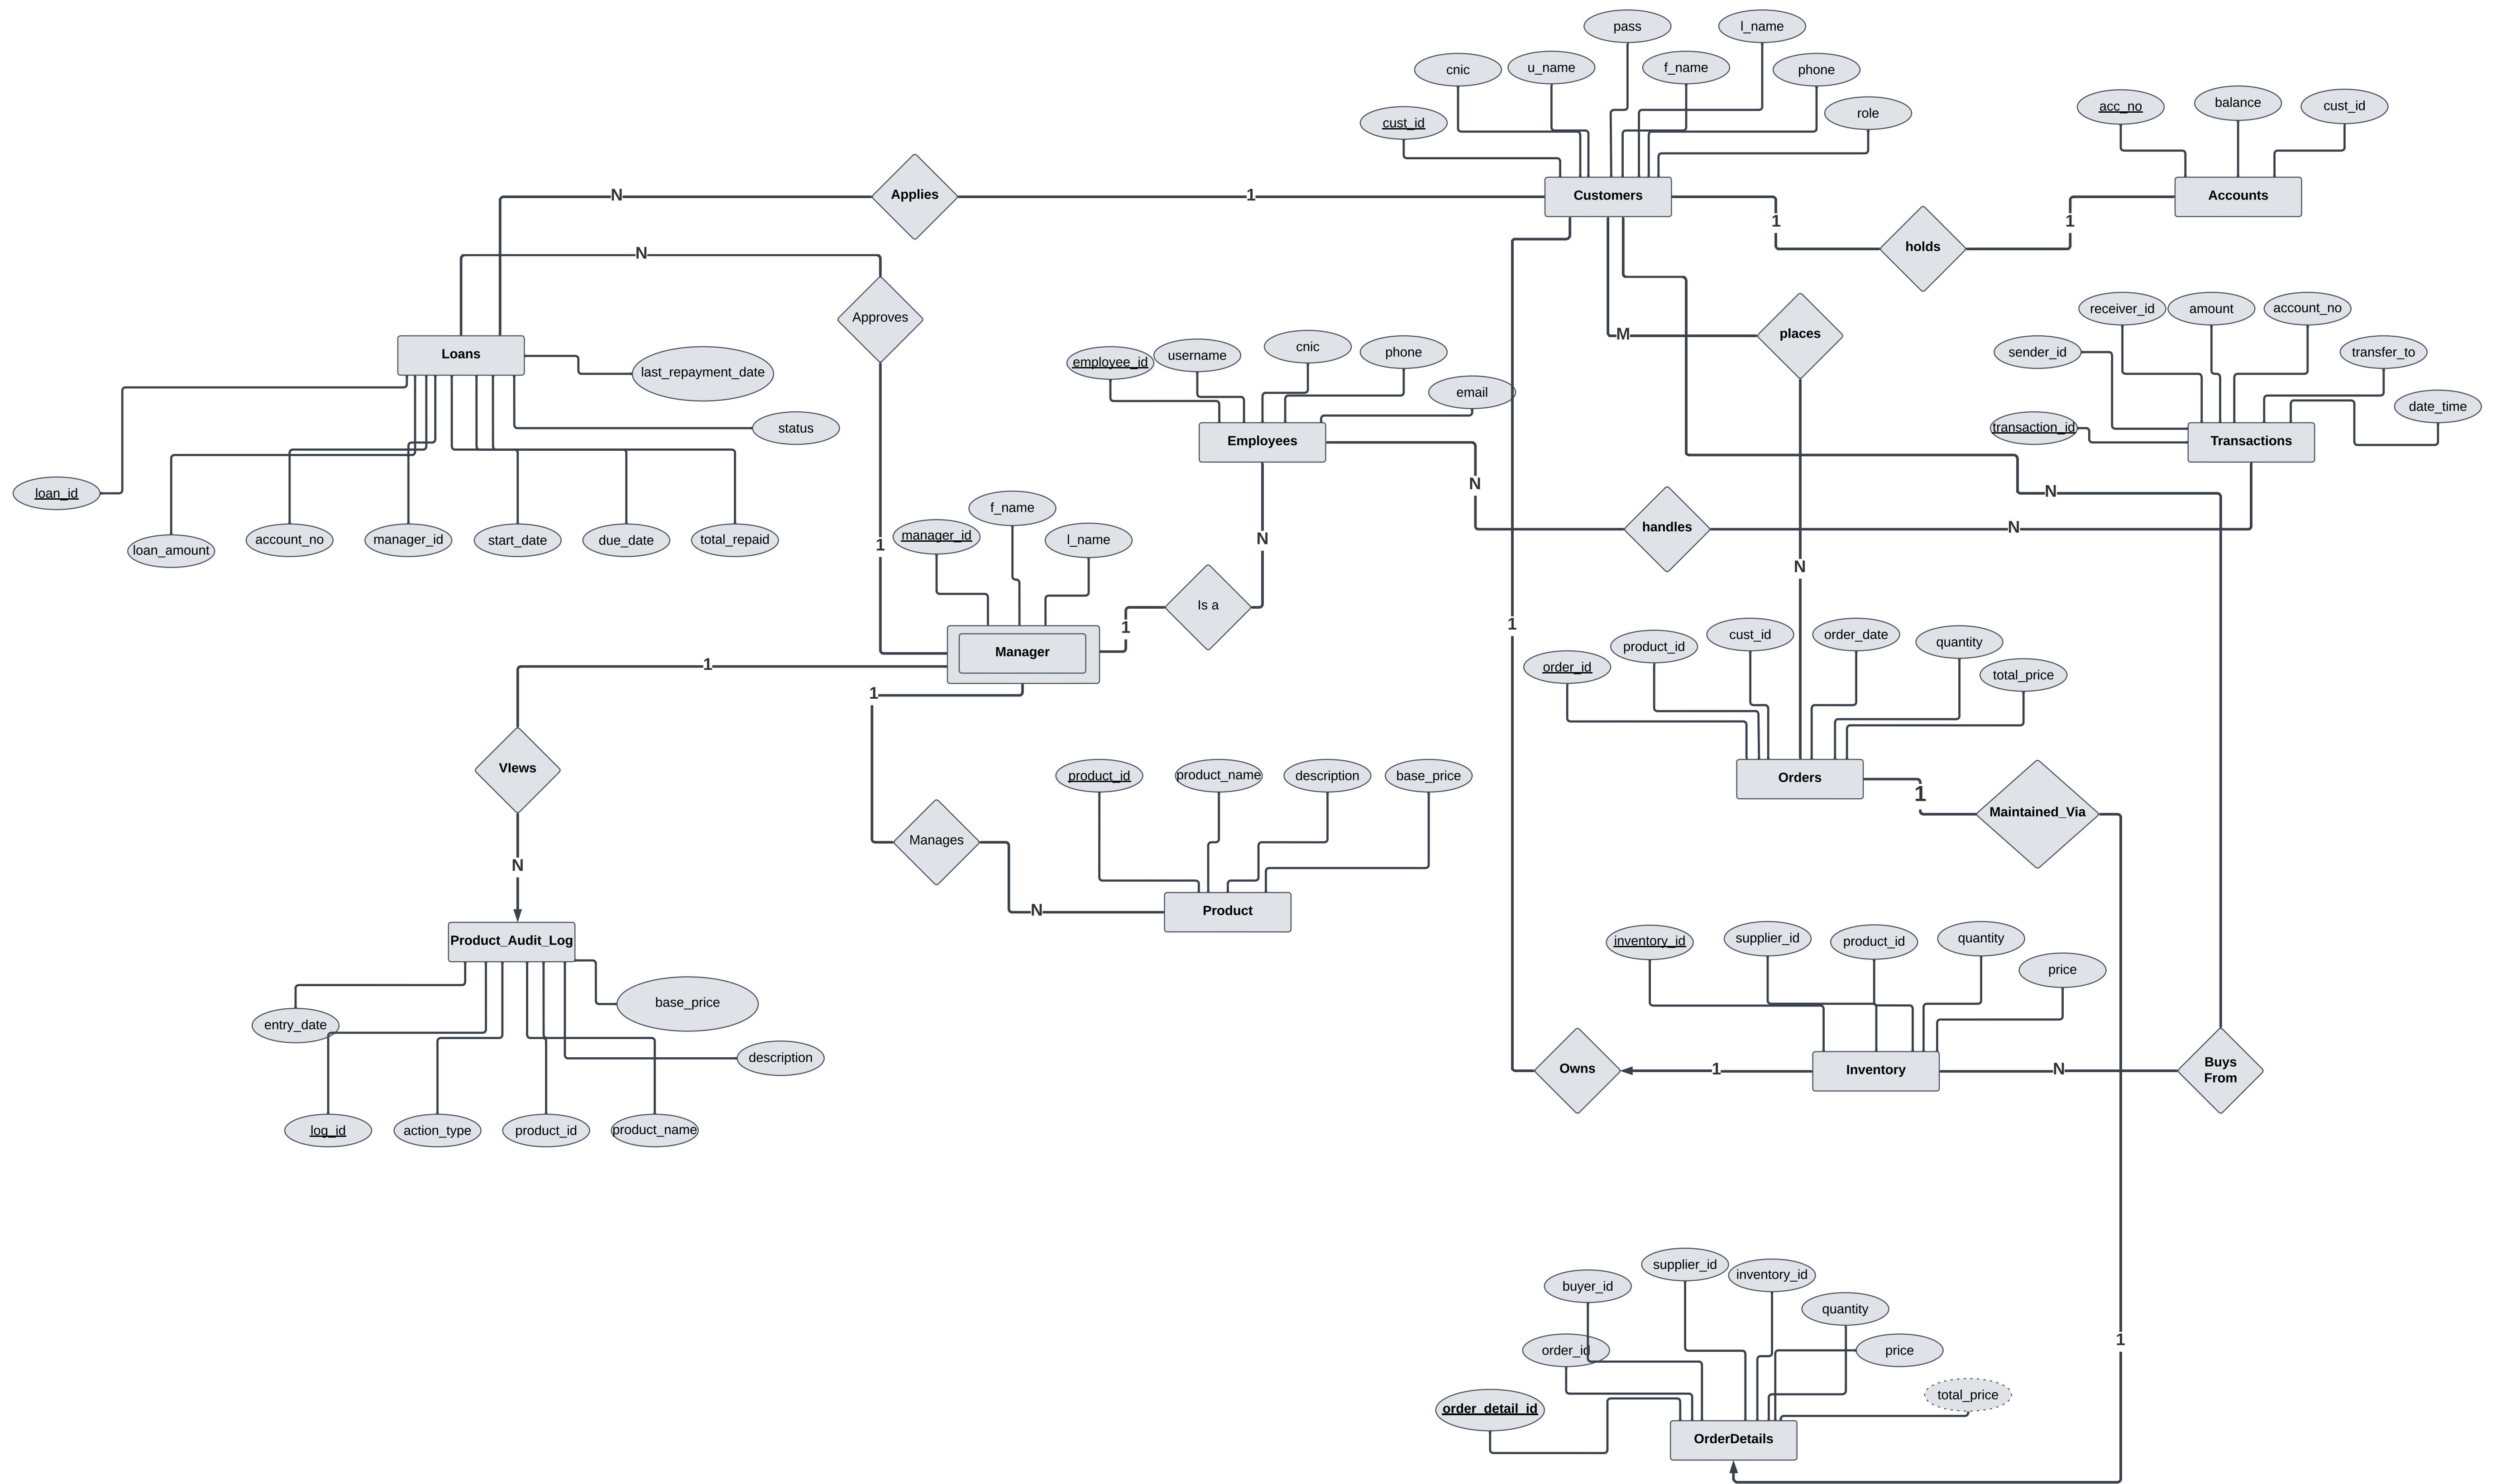 pass
l_name
cnic
u_name
f_name
phone
cust_id
role
acc_no
balance
cust_id
Applies
N
1
Customers
Accounts
1
1
holds
N
Approves
receiver_id
amount
account_no
M
places
sender_id
transfer_to
Loans
last_repayment_date
employee_id
username
cnic
phone
email
date_time
status
transaction_id
Employees
Transactions
loan_id
N
N
manager_id
f_name
l_name
handles
N
loan_amount
account_no
manager_id
start_date
due_date
total_repaid
1
N
N
Is a
1
1
Manager
1
1
order_id
product_id
cust_id
order_date
quantity
total_price
VIews
product_id
product_name
description
base_price
Orders
1
Maintained_Via
Manages
N
N
Product
Product_Audit_Log
inventory_id
supplier_id
product_id
quantity
price
base_price
entry_date
description
Owns
1
Inventory
N
Buys
From
log_id
action_type
product_id
product_name
buyer_id
supplier_id
inventory_id
quantity
order_id
price
1
order_detail_id
total_price
OrderDetails